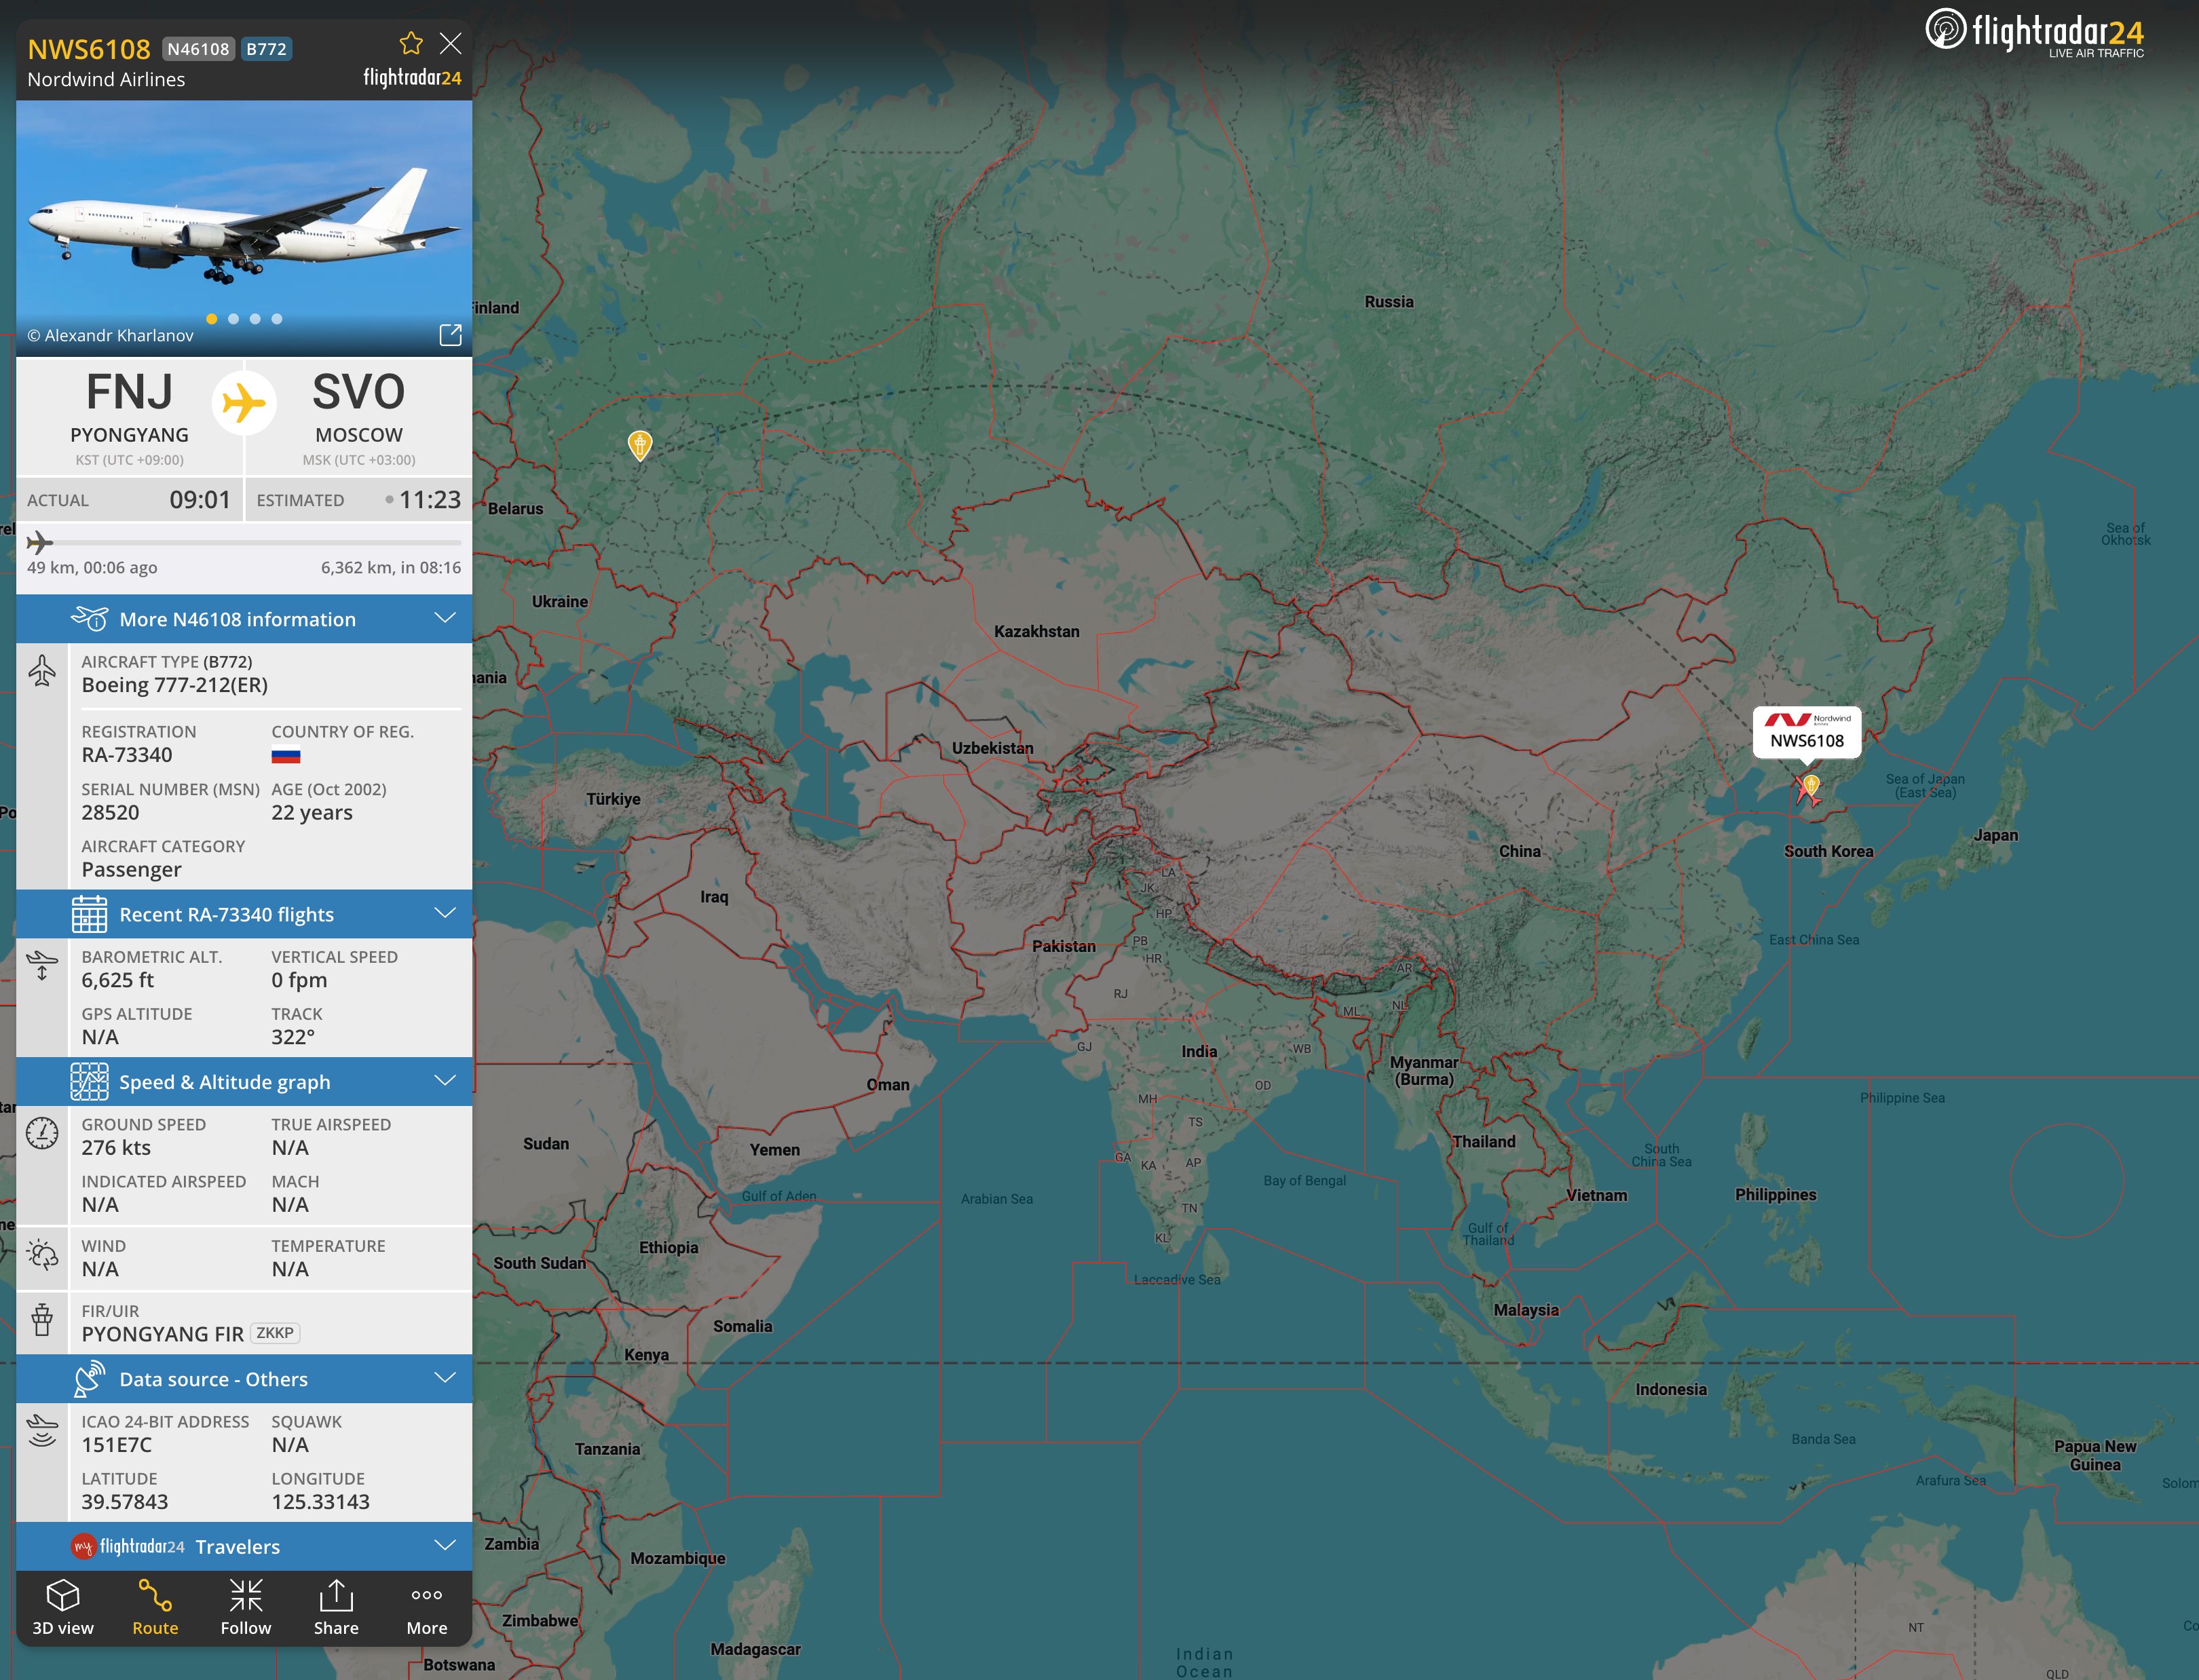 NWS6108 N46108 B772
Nordwind Airlines
flightradar24
© Alexandr Kharlanov
FNJ SVO
PYONGYANG MOSCOW
KST (UTC +09:00) MSK (UTC +03:00)
ACTUAL 09:01 ESTIMATED 11:23
49 km, 00:06 ago 6,362 km, in 08:16
More N46108 information
AIRCRAFT TYPE (B772)
Boeing 777-212(ER)
REGISTRATION COUNTRY OF REG.
RA-73340
SERIAL NUMBER (MSN) AGE (Oct 2002)
28520 22 years
AIRCRAFT CATEGORY
Passenger
Recent RA-73340 flights
BAROMETRIC ALT. VERTICAL SPEED
6,625 ft 0 fpm
GPS ALTITUDE TRACK
N/A 322°
Speed & Altitude graph
GROUND SPEED TRUE AIRSPEED
276 kts N/A
INDICATED AIRSPEED MACH
N/A N/A
WIND TEMPERATURE
N/A N/A
FIR/UIR
PYONGYANG FIR ZKKP
Data source - Others
ICAO 24-BIT ADDRESS SQUAWK
151E7C N/A
LATITUDE LONGITUDE
39.57843 125.33143
my flightradar24 Travelers
3D view Route Follow Share More
flightradar24
LIVE AIR TRAFFIC
inland
Russia
Belarus
Sea of
Okhotsk
Ukraine
Kazakhstan
ania
Nordwind
Airlines
NWS6108
Uzbekistan
Sea of Japan
(East Sea)
Türkiye
Japan
China
South Korea
LA
JK
Iraq
HP
Pakistan
PB
East China Sea
HR
AR
RJ
NL
ML
GJ
India
WB
Myanmar
(Burma)
Oman
OD
MH
Philippine Sea
TS
Sudan
Thailand
Yemen
South
China Sea
GA
KA
AP
Bay of Bengal
Gulf of Aden
Arabian Sea
Vietnam
Philippines
TN
Gulf of
Thailand
KL
Ethiopia
South Sudan
Laccadive Sea
Malaysia
Somalia
Kenya
Indonesia
Banda Sea
Tanzania
Papua New
Guinea
Arafura Sea
Solom
Zambia
Mozambique
Zimbabwe
NT
Co
Madagascar
Indian
Ocean
Botswana
QLD